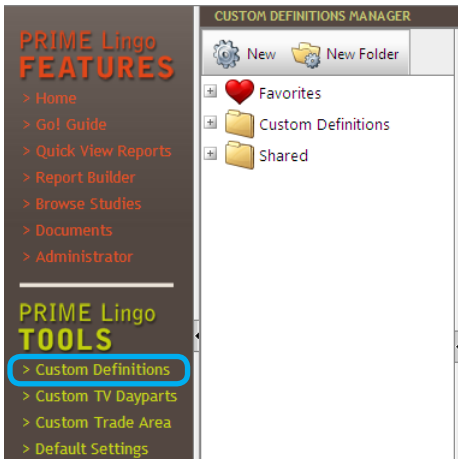 PRIME Lingo
FEATURES
> Home
> Go! Guide
> Quick View Reports
> Report Builder
> Browse Studies
> Documents
> Administrator
PRIME Lingo
TOOLS
> Custom Definitions
> Custom TV Dayparts
> Custom Trade Area
> Default Settings
CUSTOM DEFINITIONS MANAGER
New New Folder
Favorites
Custom Definitions
Shared